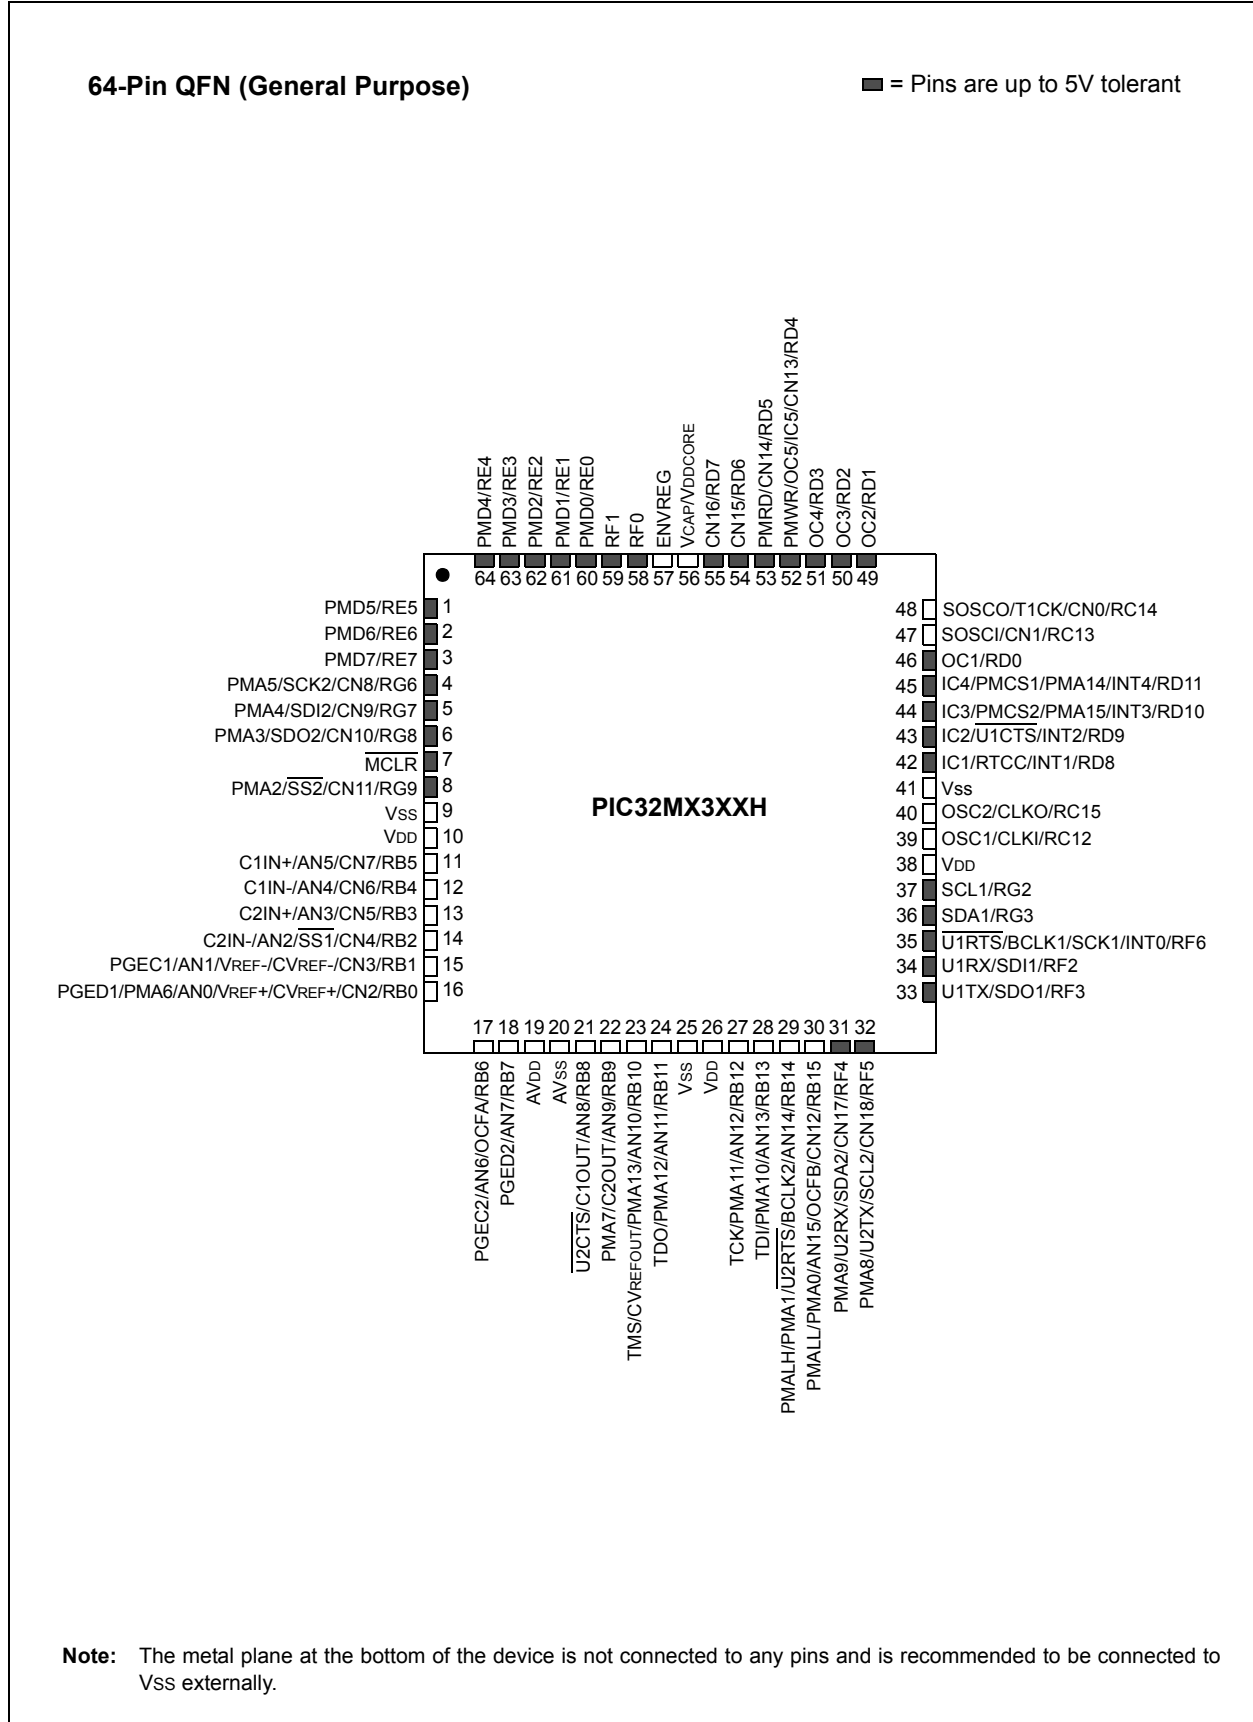 64-Pin QFN (General Purpose)
= Pins are up to 5V tolerant
PMD4/RE4
PMD3/RE3
PMD2/RE2
PMD1/RE1
PMD0/RE0
RF1
RF0
ENVREG
VCAP/VDDCORE
CN16/RD7
CN15/RD6
PMRD/CN14/RD5
PMWR/OC5/IC5/CN13/RD4
OC4/RD3
OC3/RD2
OC2/RD1
64 63 62 61 60 59 58 57 56 55 54 53 52 51 50 49
PMD5/RE5 1
PMD6/RE6 2
PMD7/RE7 3
PMA5/SCK2/CN8/RG6 4
PMA4/SDI2/CN9/RG7 5
PMA3/SDO2/CN10/RG8 6
MCLR 7
PMA2/SS2/CN11/RG9 8
VSS 9
VDD 10
C1IN+/AN5/CN7/RB5 11
C1IN-/AN4/CN6/RB4 12
C2IN+/AN3/CN5/RB3 13
C2IN-/AN2/SS1/CN4/RB2 14
PGEC1/AN1/VREF-/CVREF-/CN3/RB1 15
PGED1/PMA6/AN0/VREF+/CVREF+/CN2/RB0 16
PIC32MX3XXH
48 SOSCO/T1CK/CN0/RC14
47 SOSCI/CN1/RC13
46 OC1/RD0
45 IC4/PMCS1/PMA14/INT4/RD11
44 IC3/PMCS2/PMA15/INT3/RD10
43 IC2/U1CTS/INT2/RD9
42 IC1/RTCC/INT1/RD8
41 Vss
40 OSC2/CLKO/RC15
39 OSC1/CLKI/RC12
38 VDD
37 SCL1/RG2
36 SDA1/RG3
35 U1RTS/BCLK1/SCK1/INT0/RF6
34 U1RX/SDI1/RF2
33 U1TX/SDO1/RF3
17 18 19 20 21 22 23 24 25 26 27 28 29 30 31 32
PGEC2/AN6/OCFA/RB6
PGED2/AN7/RB7
AVDD
AVSS
U2CTS/C1OUT/AN8/RB8
PMA7/C2OUT/AN9/RB9
TMS/CVREFOUT/PMA13/AN10/RB10
TDO/PMA12/AN11/RB11
VSS
VDD
TCK/PMA11/AN12/RB12
TDI/PMA10/AN13/RB13
PMALH/PMA1/U2RTS/BCLK2/AN14/RB14
PMALL/PMA0/AN15/OCFB/CN12/RB15
PMA9/U2RX/SDA2/CN17/RF4
PMA8/U2TX/SCL2/CN18/RF5
Note: The metal plane at the bottom of the device is not connected to any pins and is recommended to be connected to
VSS externally.